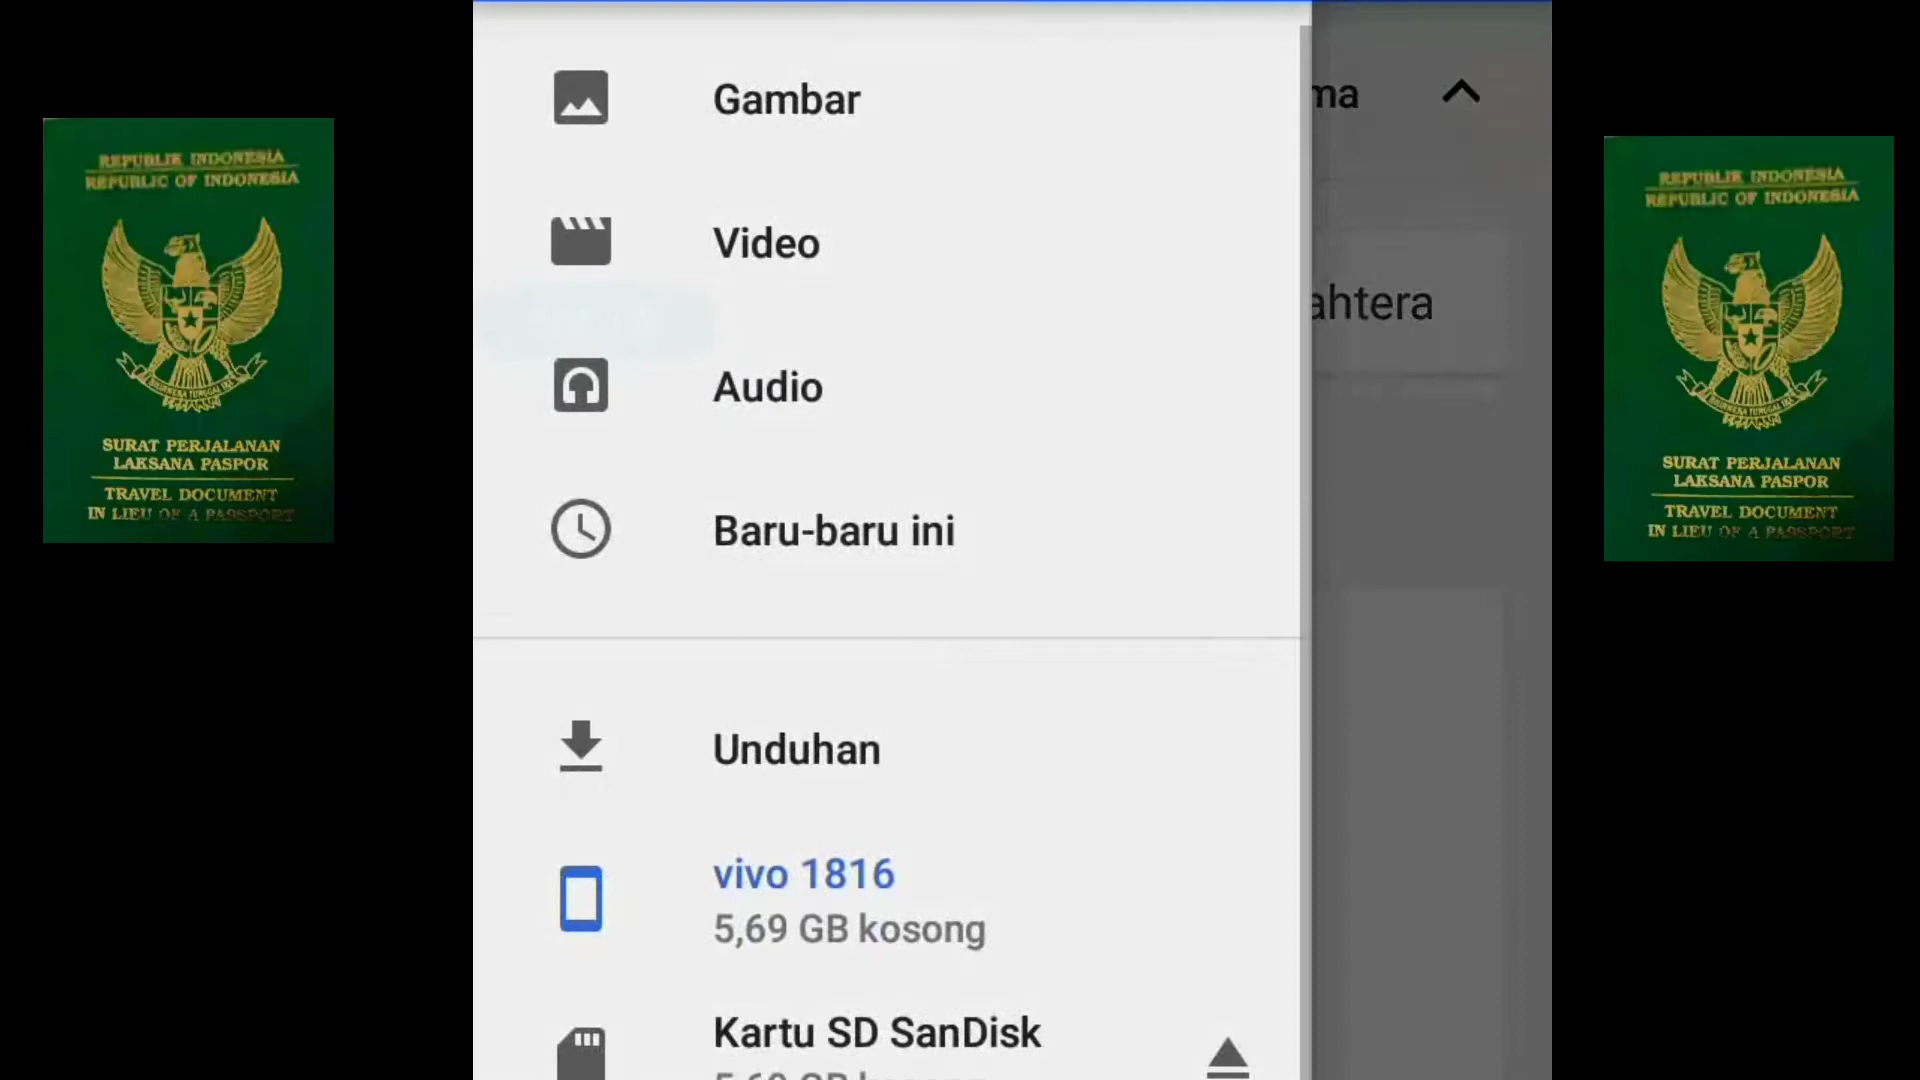 REPUBLIK INDONESIA
REPUBLIC OF INDONESIA
SURAT PERJALANAN
LAKSANA PASPOR
TRAVEL DOCUMENT
IN LIEU OF A PASSPORT
Gambar
Video
Audio
Baru-baru ini
Unduhan
vivo 1816
5,69 GB kosong
Kartu SD SanDisk
ma
ahtera
REPUBLIK INDONESIA
REPUBLIC OF INDONESIA
SURAT PERJALANAN
LAKSANA PASPOR
TRAVEL DOCUMENT
IN LIEU OF A PASSPORT